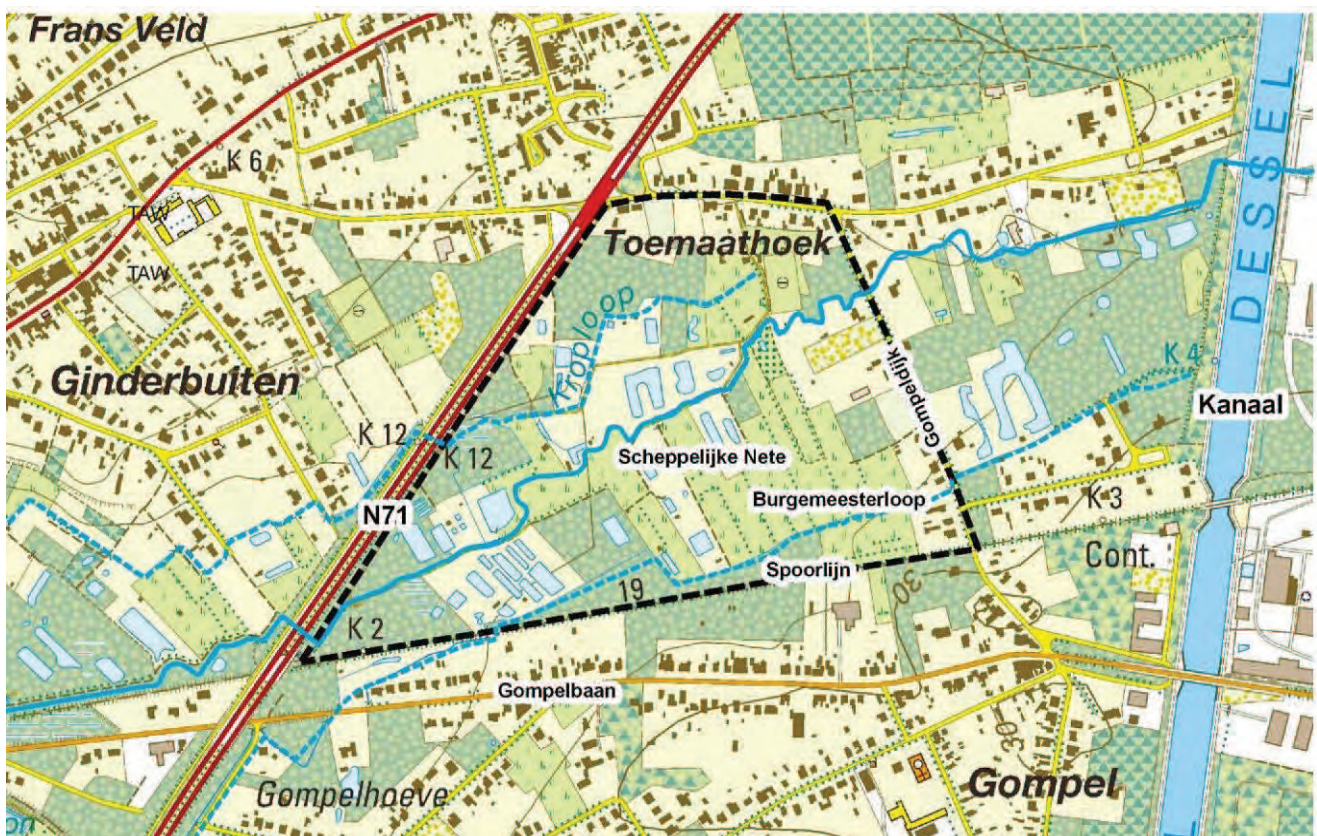 Frans Veld
K 6
TAW
TAW
Toemaathoek
DESSEL
Kroploop
Ginderbuiten
Gompeldijk
K 4
Kanaal
K 12
K 12
Scheppelijke Nete
Burgemeesterloop
K 3
N71
Cont.
Spoorlijn
19
30
K 2
Gompelbaan
30
Gompelhoeve
Gompel
on